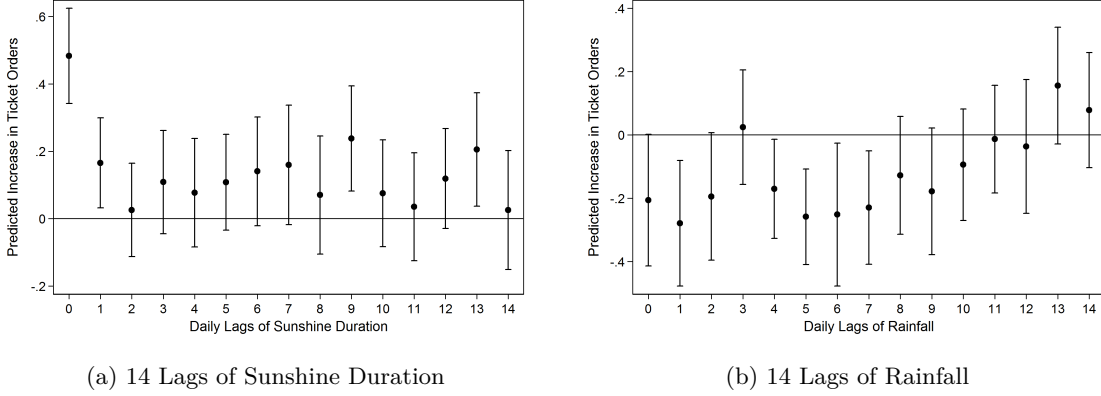 Predicted Increase in Ticket Orders
.6
.4
.2
0
-.2
0 1 2 3 4 5 6 7 8 9 10 11 12 13 14
Daily Lags of Sunshine Duration
(a) 14 Lags of Sunshine Duration
Predicted Increase in Ticket Orders
.4
.2
0
-.2
-.4
0 1 2 3 4 5 6 7 8 9 10 11 12 13 14
Daily Lags of Rainfall
(b) 14 Lags of Rainfall